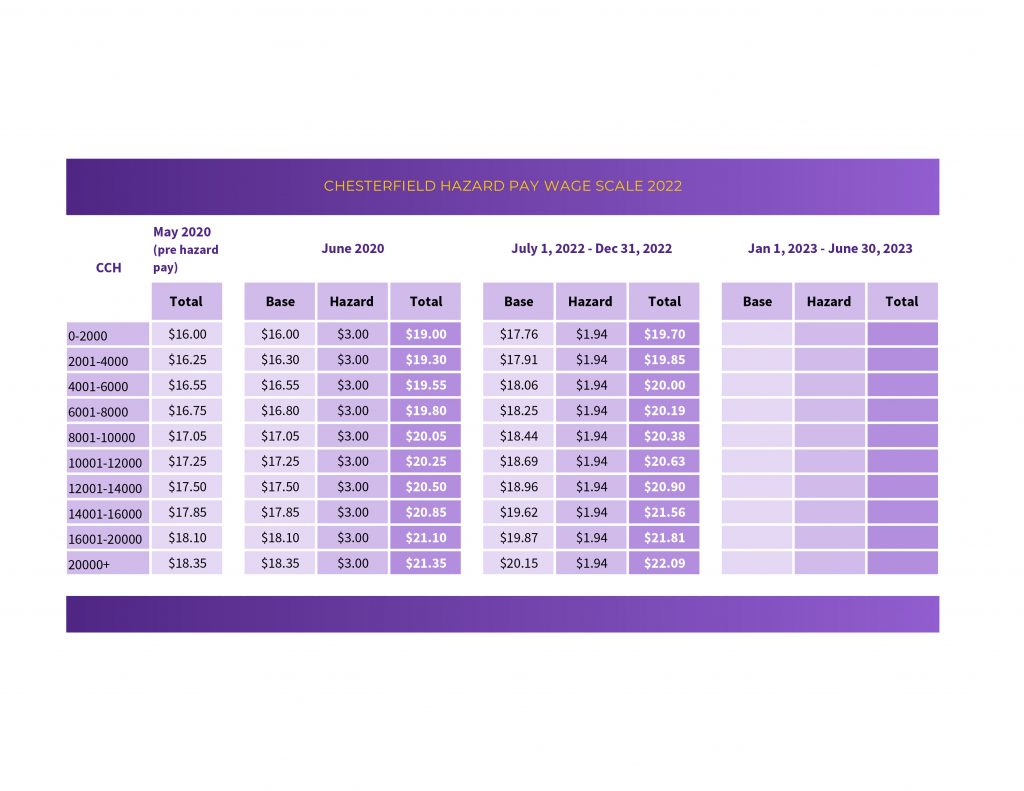 CHESTERFIELD HAZARD PAY WAGE SCALE 2022
May 2020
(pre hazard
pay)
CCH
June 2020
July 1, 2022 - Dec 31, 2022
Jan 1, 2023 - June 30, 2023
Total Base Hazard Total Base Hazard Total Base Hazard Total
0-2000 $16.00 $16.00 $3.00 $19.00 $17.76 $1.94 $19.70
2001-4000 $16.25 $16.30 $3.00 $19.30 $17.91 $1.94 $19.85
4001-6000 $16.55 $16.55 $3.00 $19.55 $18.06 $1.94 $20.00
6001-8000 $16.75 $16.80 $3.00 $19.80 $18.25 $1.94 $20.19
8001-10000 $17.05 $17.05 $3.00 $20.05 $18.44 $1.94 $20.38
10001-12000 $17.25 $17.25 $3.00 $20.25 $18.69 $1.94 $20.63
12001-14000 $17.50 $17.50 $3.00 $20.50 $18.96 $1.94 $20.90
14001-16000 $17.85 $17.85 $3.00 $20.85 $19.62 $1.94 $21.56
16001-20000 $18.10 $18.10 $3.00 $21.10 $19.87 $1.94 $21.81
20000+ $18.35 $18.35 $3.00 $21.35 $20.15 $1.94 $22.09